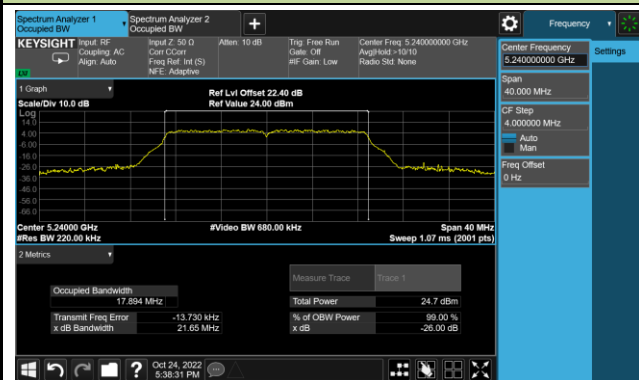 Spectrum Analyzer 1
Occupied BW
Spectrum Analyzer 2
Occupied BW
+
Frequency
KEYSIGHT
Input: RF
Coupling: AC
Align: Auto
Input Z: 50 Ω
Corr CCorr
Freq Ref: Int (S)
NFE: Adaptive
Atten: 10 dB
Trig: Free Run
Gate: Off
#IF Gain: Low
Center Freq: 5.240000000 GHz
Avg|Hold:>10/10
Radio Std: None
Center Frequency
5.240000000 GHz
Settings
Span
40.000 MHz
CF Step
4.000000 MHz
Auto
Man
Freq Offset
0 Hz
1 Graph
Scale/Div 10.0 dB
Ref Lvl Offset 22.40 dB
Ref Value 24.00 dBm
Log
14.0
4.00
-6.00
-16.0
-26.0
-36.0
-46.0
-56.0
-66.0
Center 5.24000 GHz
#Video BW 680.00 kHz
Span 40 MHz
#Res BW 220.00 kHz
Sweep 1.07 ms (2001 pts)
2 Metrics
Measure Trace
Trace 1
Occupied Bandwidth
17.894 MHz
Total Power
24.7 dBm
Transmit Freq Error
-13.730 kHz
% of OBW Power
99.00 %
x dB Bandwidth
21.65 MHz
x dB
-26.00 dB
?
Oct 24, 2022
5:38:31 PM